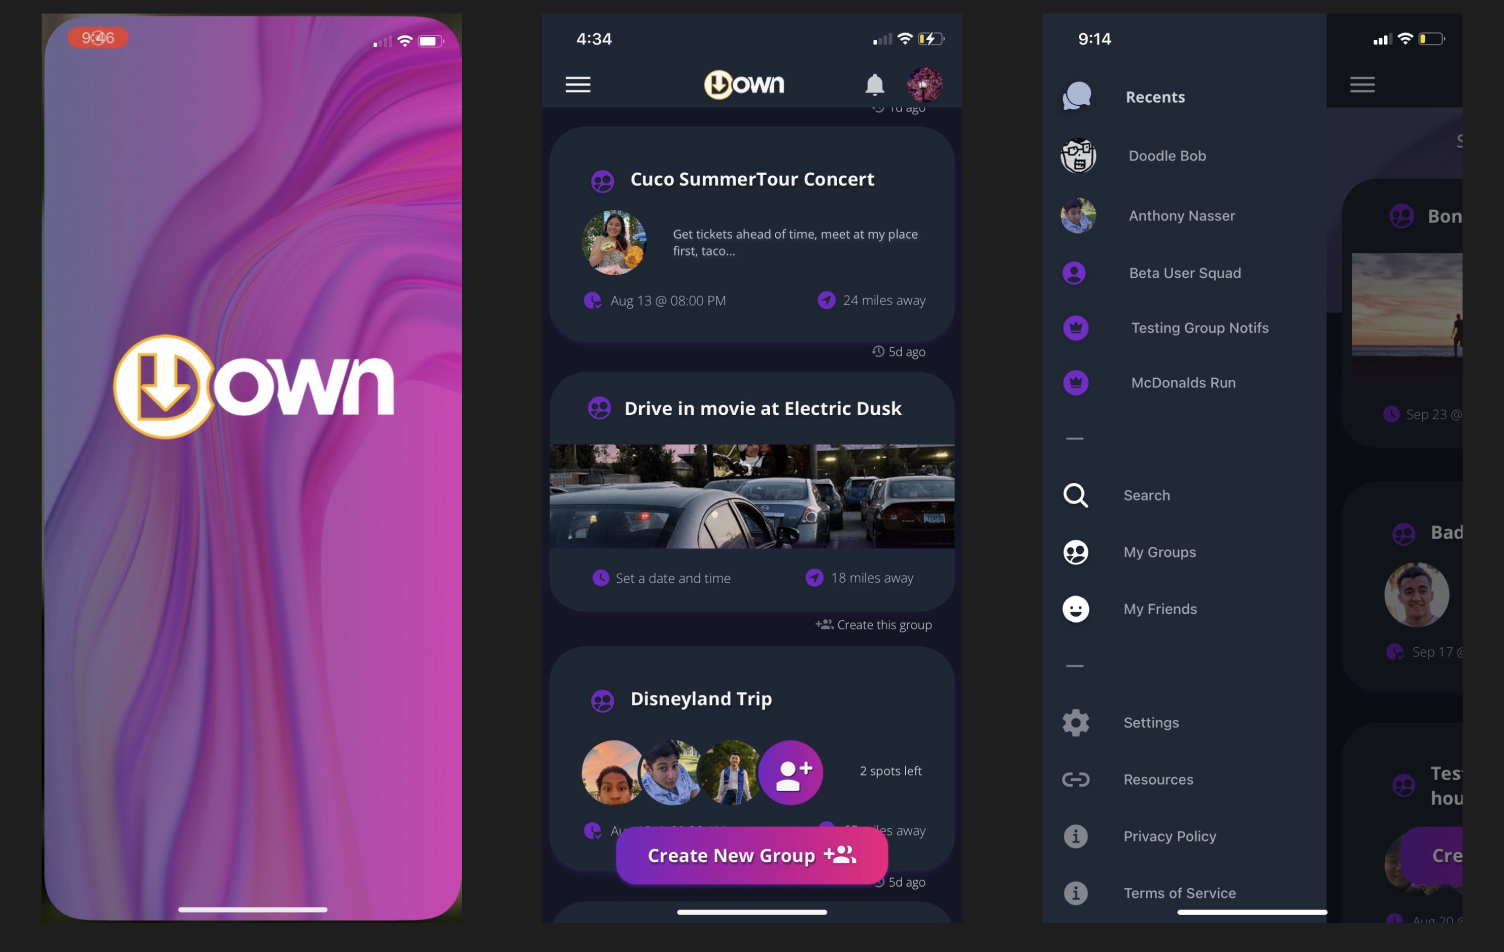 9:46
Down
4:34
Down
1d ago
Cuco SummerTour Concert
Get tickets ahead of time, meet at my place
first, taco...
Aug 13 @ 08:00 PM
24 miles away
5d ago
Drive in movie at Electric Dusk
Set a date and time
18 miles away
Create this group
Disneyland Trip
2 spots left
miles away
Create New Group
5d ago
9:14
Recents
Doodle Bob
Anthony Nasser
Beta User Squad
Testing Group Notifs
McDonalds Run
Search
My Groups
My Friends
Settings
Resources
Privacy Policy
Terms of Service
S
Bon
Sep 23 @
Bad
Sep 17 @
Tes
hou
Cre
Aug 20 @